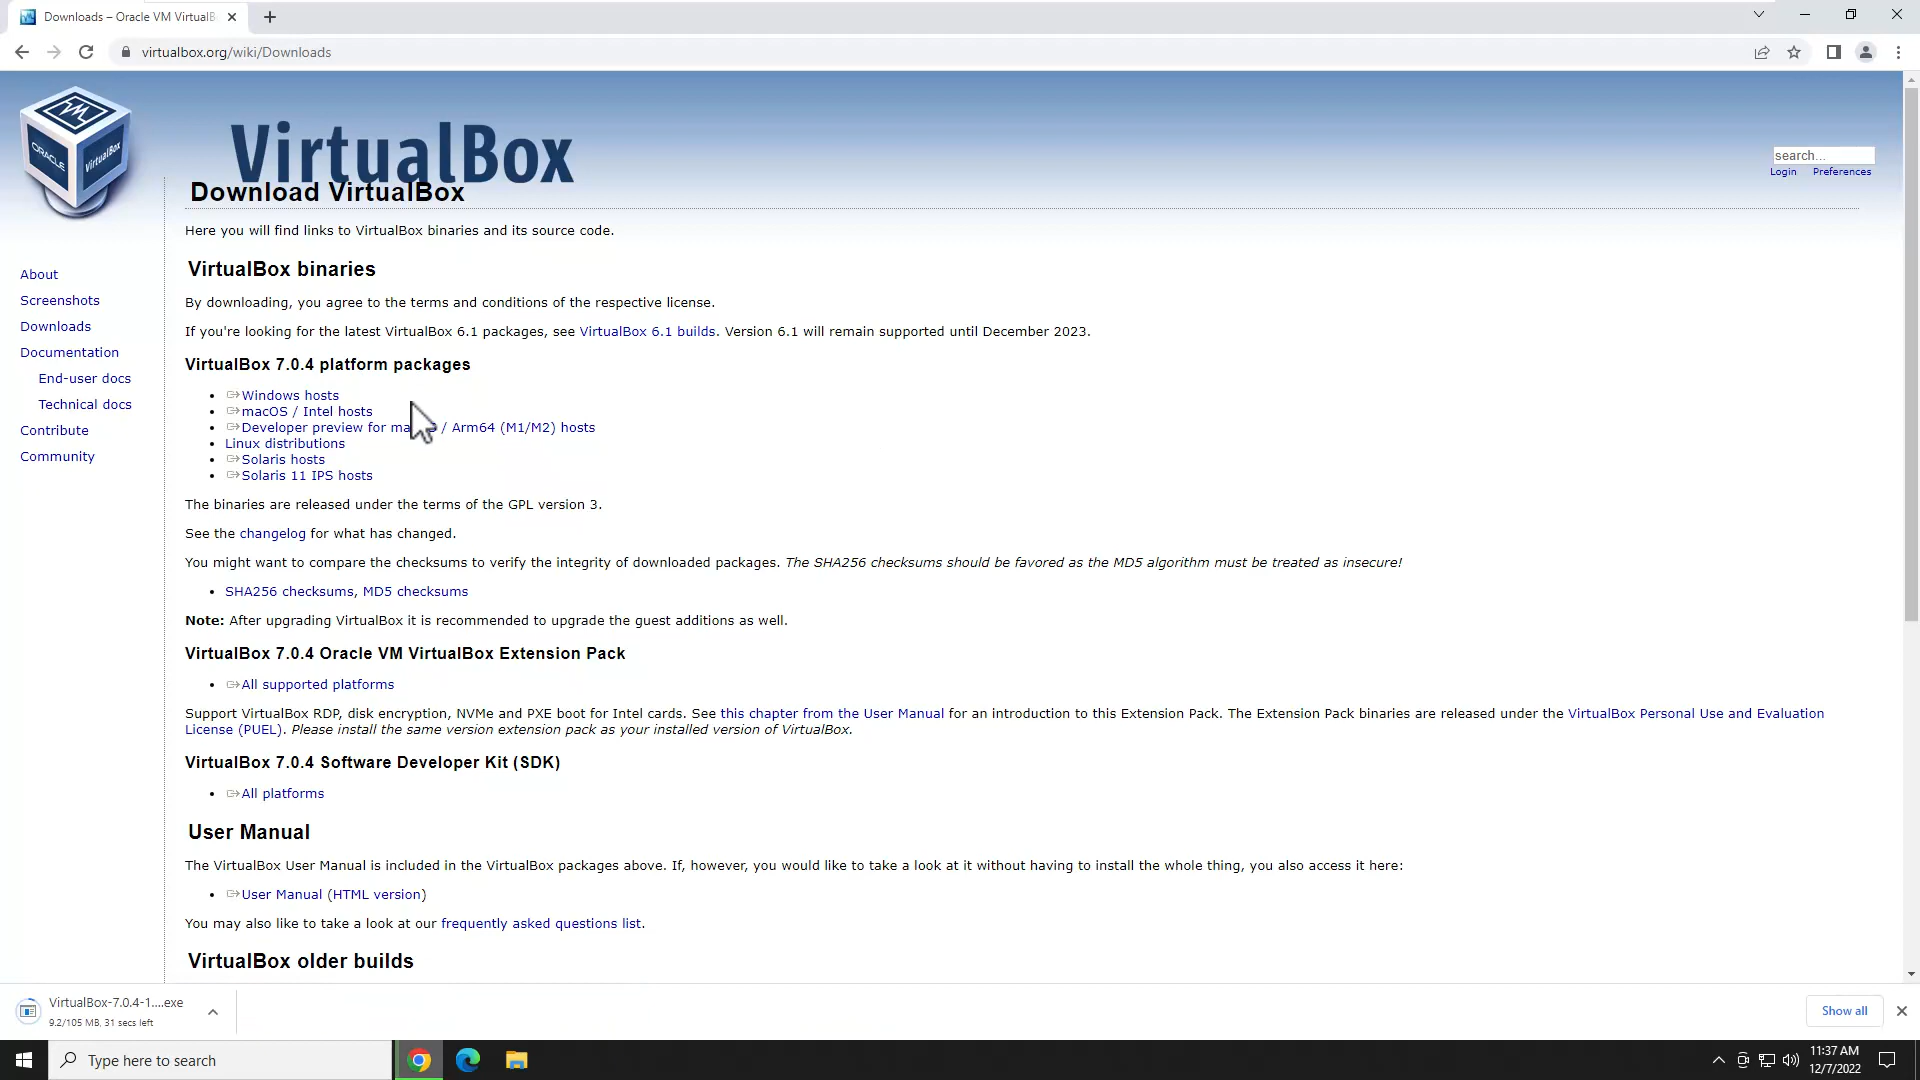 Downloads – Oracle VM VirtualB
virtualbox.org/wiki/Downloads
ORACLE
VirtualBox
VirtualBox
search...
Login Preferences
Download VirtualBox
Here you will find links to VirtualBox binaries and its source code.
About
Screenshots
Downloads
Documentation
End-user docs
Technical docs
Contribute
Community
VirtualBox binaries
By downloading, you agree to the terms and conditions of the respective license.
If you're looking for the latest VirtualBox 6.1 packages, see VirtualBox 6.1 builds. Version 6.1 will remain supported until December 2023.
VirtualBox 7.0.4 platform packages
Windows hosts
macOS / Intel hosts
Developer preview for ma / Arm64 (M1/M2) hosts
Linux distributions
Solaris hosts
Solaris 11 IPS hosts
The binaries are released under the terms of the GPL version 3.
See the changelog for what has changed.
You might want to compare the checksums to verify the integrity of downloaded packages. The SHA256 checksums should be favored as the MD5 algorithm must be treated as insecure!
SHA256 checksums, MD5 checksums
Note: After upgrading VirtualBox it is recommended to upgrade the guest additions as well.
VirtualBox 7.0.4 Oracle VM VirtualBox Extension Pack
All supported platforms
Support VirtualBox RDP, disk encryption, NVMe and PXE boot for Intel cards. See this chapter from the User Manual for an introduction to this Extension Pack. The Extension Pack binaries are released under the VirtualBox Personal Use and Evaluation
License (PUEL). Please install the same version extension pack as your installed version of VirtualBox.
VirtualBox 7.0.4 Software Developer Kit (SDK)
All platforms
User Manual
The VirtualBox User Manual is included in the VirtualBox packages above. If, however, you would like to take a look at it without having to install the whole thing, you also access it here:
User Manual (HTML version)
You may also like to take a look at our frequently asked questions list.
VirtualBox older builds
VirtualBox-7.0.4-1....exe
9.2/105 MB, 31 secs left
Show all
Type here to search
11:37 AM
12/7/2022